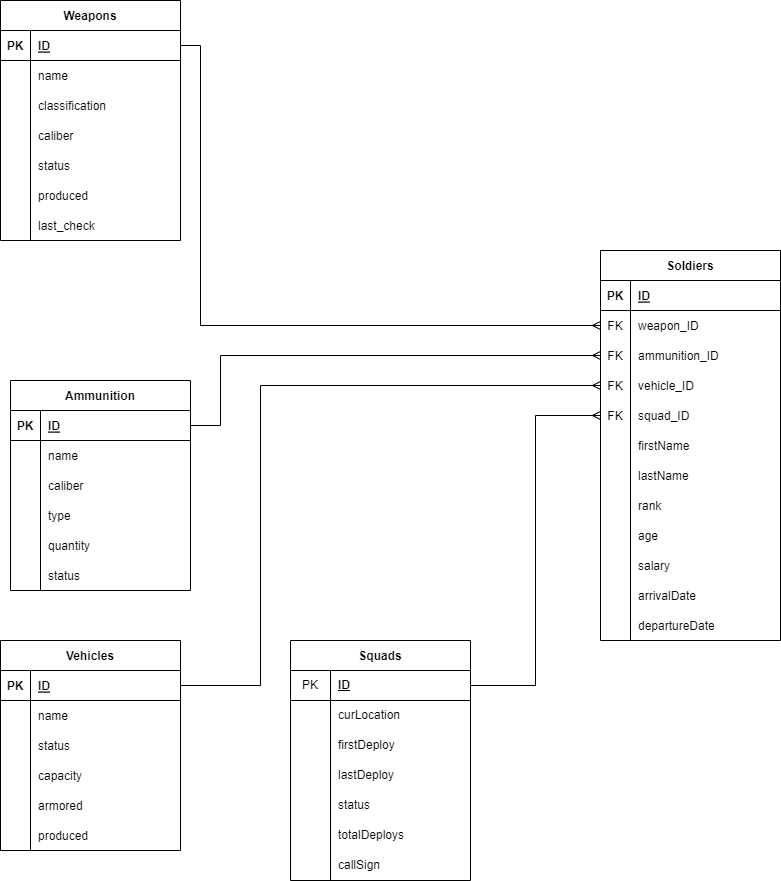 Weapons
PK ID
name
classification
caliber
status
produced
last_check
Soldiers
PK ID
FK weapon_ID
FK ammunition_ID
FK vehicle_ID
FK squad_ID
firstName
lastName
rank
age
salary
arrivalDate
departureDate
Ammunition
PK ID
name
caliber
type
quantity
status
Vehicles
PK ID
name
status
capacity
armored
produced
Squads
PK ID
curLocation
firstDeploy
lastDeploy
status
totalDeploys
callSign